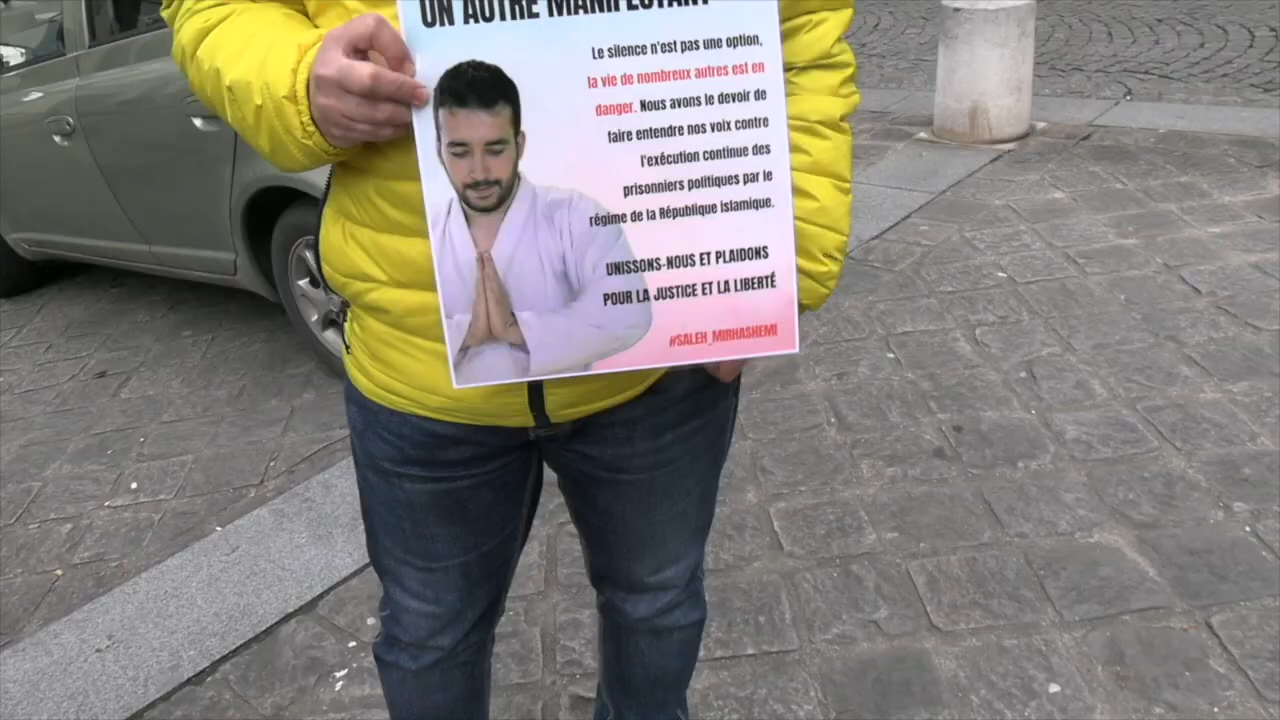 UN AUTRE MANIFESTANT
Le silence n'est pas une option,
la vie de nombreux autres est en
danger. Nous avons le devoir de
faire entendre nos voix contre
l'exécution continue des
prisonniers politiques par le
régime de la République islamique.
UNISSONS-NOUS ET PLAIDONS
POUR LA JUSTICE ET LA LIBERTÉ
#SALEH_MIRHASHEMI